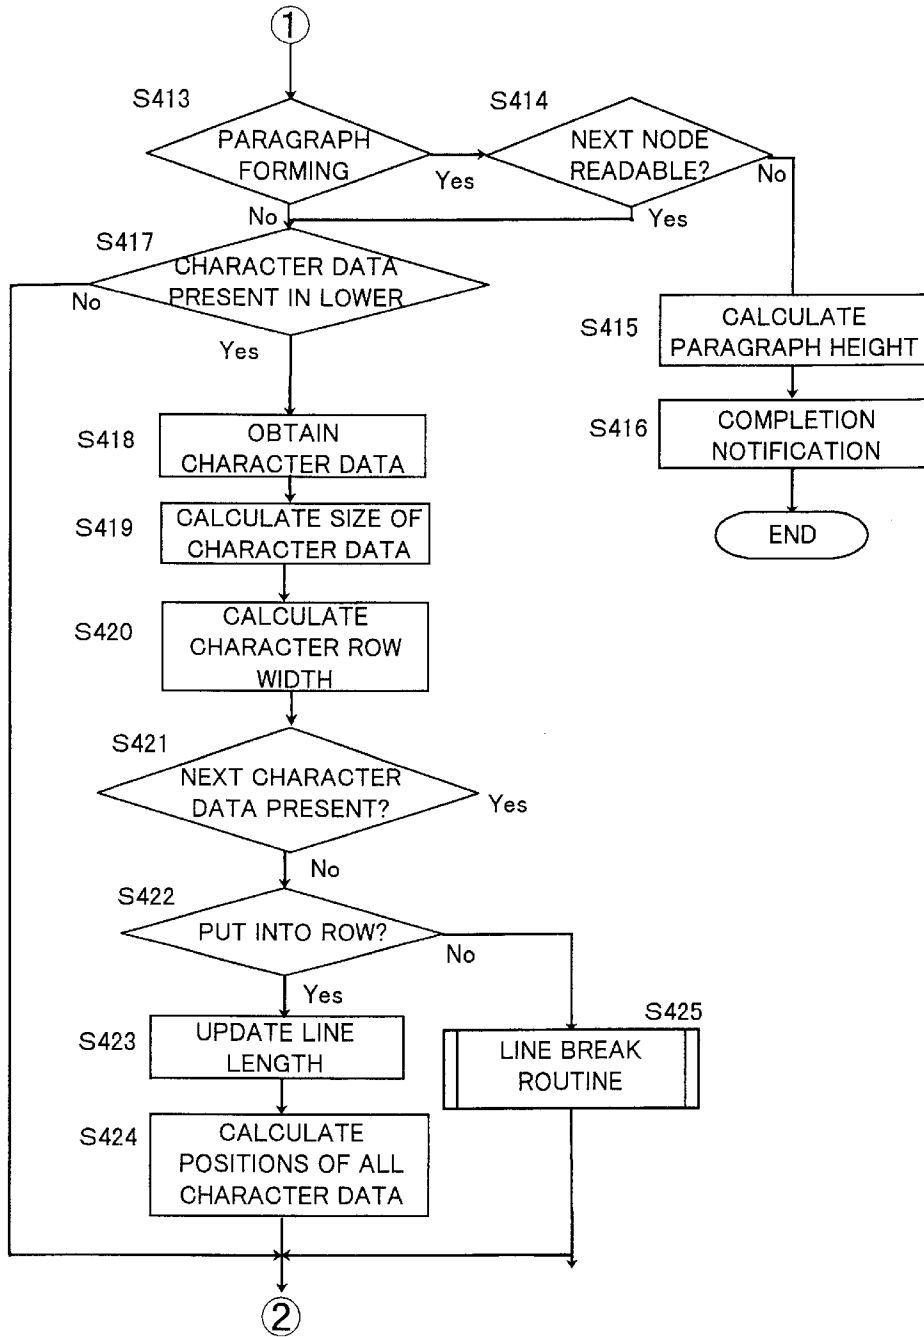 1
S413
PARAGRAPH
FORMING
Yes
No
S414
NEXT NODE
READABLE?
No
Yes
S417
CHARACTER DATA
PRESENT IN LOWER
No
Yes
S415
CALCULATE
PARAGRAPH HEIGHT
S416
COMPLETION
NOTIFICATION
END
S418
OBTAIN
CHARACTER DATA
S419
CALCULATE SIZE OF
CHARACTER DATA
S420
CALCULATE
CHARACTER ROW
WIDTH
S421
NEXT CHARACTER
DATA PRESENT?
Yes
No
S422
PUT INTO ROW?
No
Yes
S423
UPDATE LINE
LENGTH
S425
LINE BREAK
ROUTINE
S424
CALCULATE
POSITIONS OF ALL
CHARACTER DATA
2